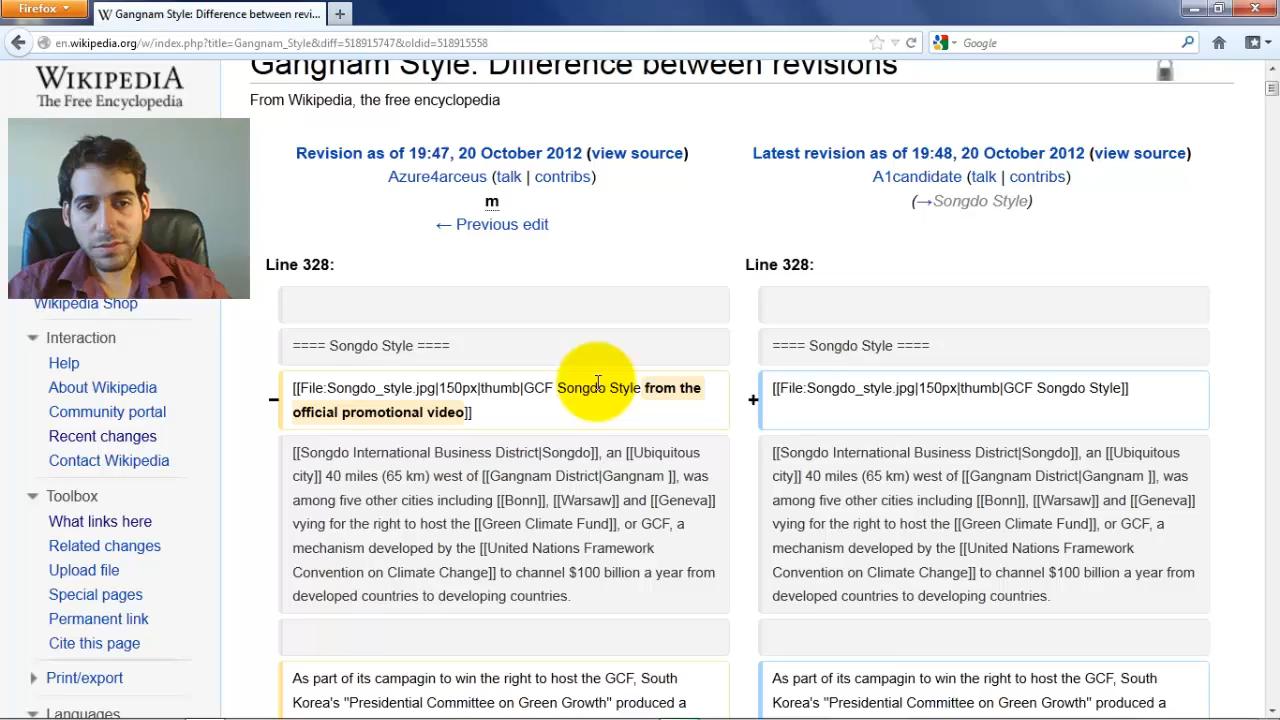 Firefox
W Gangnam Style: Difference between revi...
en.wikipedia.org/w/index.php?title=Gangnam_Style&diff=518915747&oldid=518915558
Google
WIKIPEDIA
The Free Encyclopedia
Wikipedia Shop
Interaction
Help
About Wikipedia
Community portal
Recent changes
Contact Wikipedia
Toolbox
What links here
Related changes
Upload file
Special pages
Permanent link
Cite this page
Print/export
Languages
Gangnam Style: Difference between revisions
From Wikipedia, the free encyclopedia
Revision as of 19:47, 20 October 2012 (view source)
Azure4arceus (talk | contribs)
m
← Previous edit
Line 328:
==== Songdo Style ====
− [[File:Songdo_style.jpg|150px|thumb|GCF Songdo Style from the
official promotional video]]
[[Songdo International Business District|Songdo]], an [[Ubiquitous
city]] 40 miles (65 km) west of [[Gangnam District|Gangnam ]], was
among five other cities including [[Bonn]], [[Warsaw]] and [[Geneva]]
vying for the right to host the [[Green Climate Fund]], or GCF, a
mechanism developed by the [[United Nations Framework
Convention on Climate Change]] to channel $100 billion a year from
developed countries to developing countries.
As part of its campagin to win the right to host the GCF, South
Korea's "Presidential Committee on Green Growth" produced a
Latest revision as of 19:48, 20 October 2012 (view source)
A1candidate (talk | contribs)
(→Songdo Style)
Line 328:
==== Songdo Style ====
+ [[File:Songdo_style.jpg|150px|thumb|GCF Songdo Style]]
[[Songdo International Business District|Songdo]], an [[Ubiquitous
city]] 40 miles (65 km) west of [[Gangnam District|Gangnam ]], was
among five other cities including [[Bonn]], [[Warsaw]] and [[Geneva]]
vying for the right to host the [[Green Climate Fund]], or GCF, a
mechanism developed by the [[United Nations Framework
Convention on Climate Change]] to channel $100 billion a year from
developed countries to developing countries.
As part of its campagin to win the right to host the GCF, South
Korea's "Presidential Committee on Green Growth" produced a